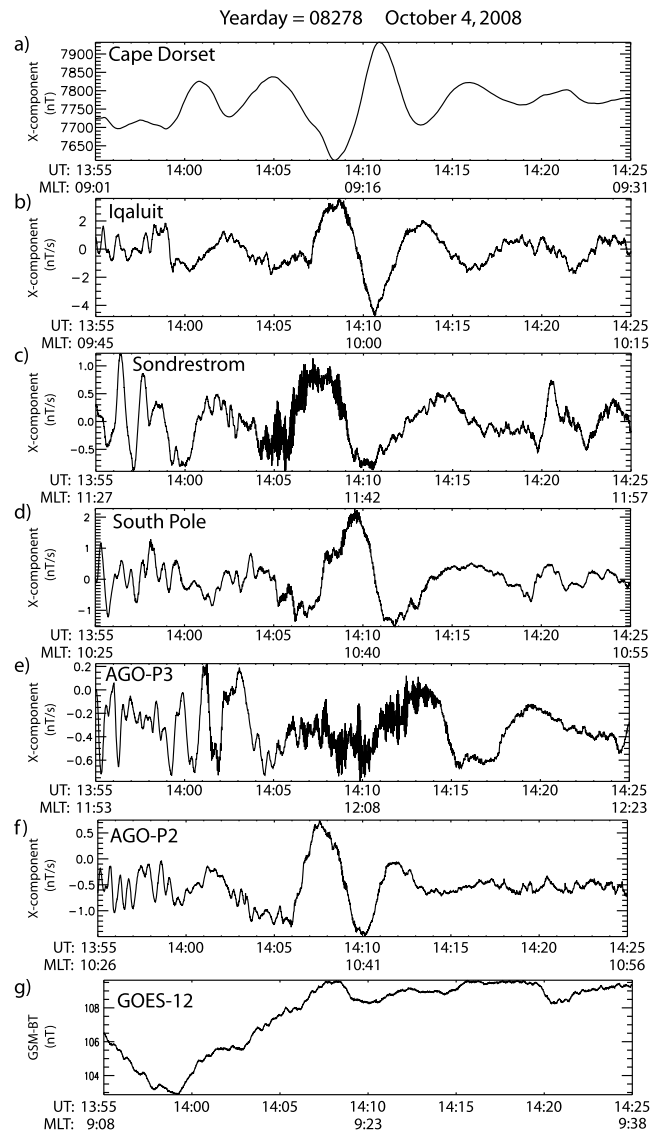 Yearday = 08278 October 4, 2008
a)
Cape Dorset
X-component
(nT)
7900
7850
7800
7750
7700
7650
UT: 13:55 14:00 14:05 14:10 14:15 14:20 14:25
MLT: 09:01 09:16 09:31
b)
Iqaluit
X-component
(nT/s)
2
0
−2
−4
UT: 13:55 14:00 14:05 14:10 14:15 14:20 14:25
MLT: 09:45 10:00 10:15
c)
Sondrestrom
X-component
(nT/s)
1.0
0.5
0.0
−0.5
UT: 13:55 14:00 14:05 14:10 14:15 14:20 14:25
MLT: 11:27 11:42 11:57
d)
South Pole
X-component
(nT/s)
2
1
0
−1
UT: 13:55 14:00 14:05 14:10 14:15 14:20 14:25
MLT: 10:25 10:40 10:55
e)
AGO-P3
X-component
(nT/s)
0.2
0.0
−0.2
−0.4
−0.6
UT: 13:55 14:00 14:05 14:10 14:15 14:20 14:25
MLT: 11:53 12:08 12:23
f)
AGO-P2
X-component
(nT/s)
0.5
0.0
−0.5
−1.0
UT: 13:55 14:00 14:05 14:10 14:15 14:20 14:25
MLT: 10:26 10:41 10:56
g)
GOES-12
GSM-BT
(nT)
108
106
104
UT: 13:55 14:00 14:05 14:10 14:15 14:20 14:25
MLT: 9:08 9:23 9:38